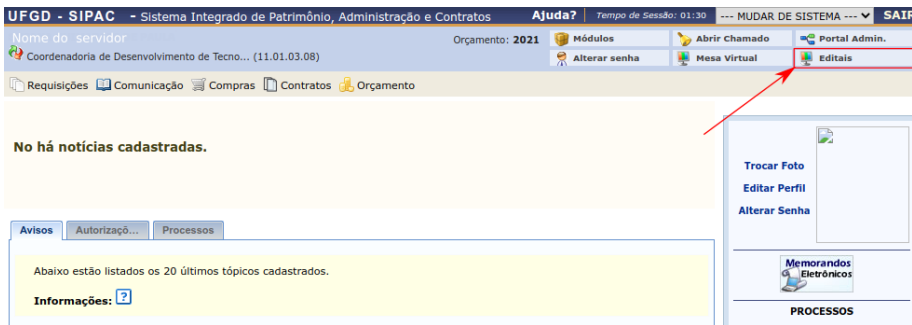 UFGD - SIPAC - Sistema Integrado de Patrimônio, Administração e Contratos Ajuda? Tempo de Sessão: 01:30 --- MUDAR DE SISTEMA --- SAIR
Nome do servidor Orçamento: 2021 Módulos Abrir Chamado Portal Admin.
Coordenadoria de Desenvolvimento de Tecno... (11.01.03.08) Alterar senha Mesa Virtual Editais
Requisições Comunicação Compras Contratos Orçamento
No há notícias cadastradas.
Trocar Foto
Editar Perfil
Alterar Senha
Avisos Autorizaçõ... Processos
Abaixo estão listados os 20 últimos tópicos cadastrados.
Informações: ?
Memorandos
Eletrônicos
PROCESSOS